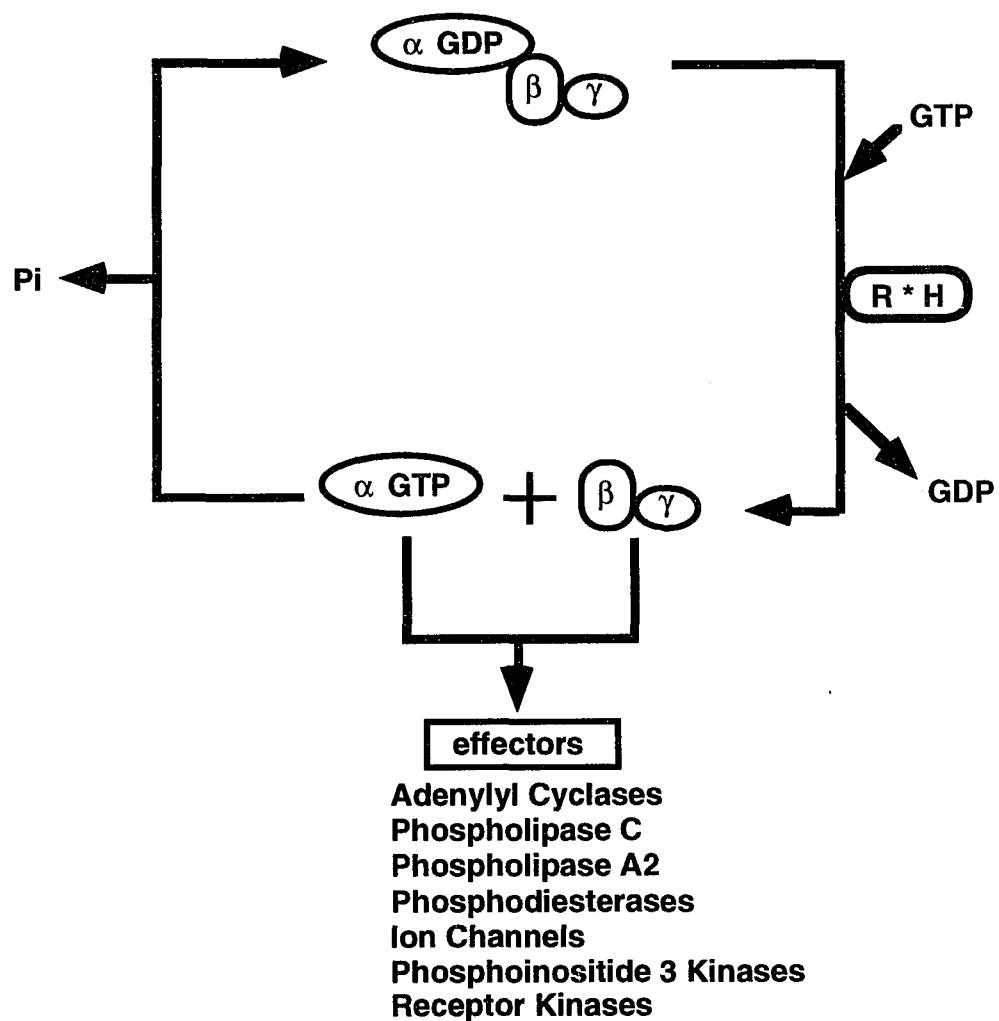 α GDP
β γ
GTP
Pi
R * H
α GTP + β γ
GDP
effectors
Adenylyl Cyclases
Phospholipase C
Phospholipase A2
Phosphodiesterases
Ion Channels
Phosphoinositide 3 Kinases
Receptor Kinases